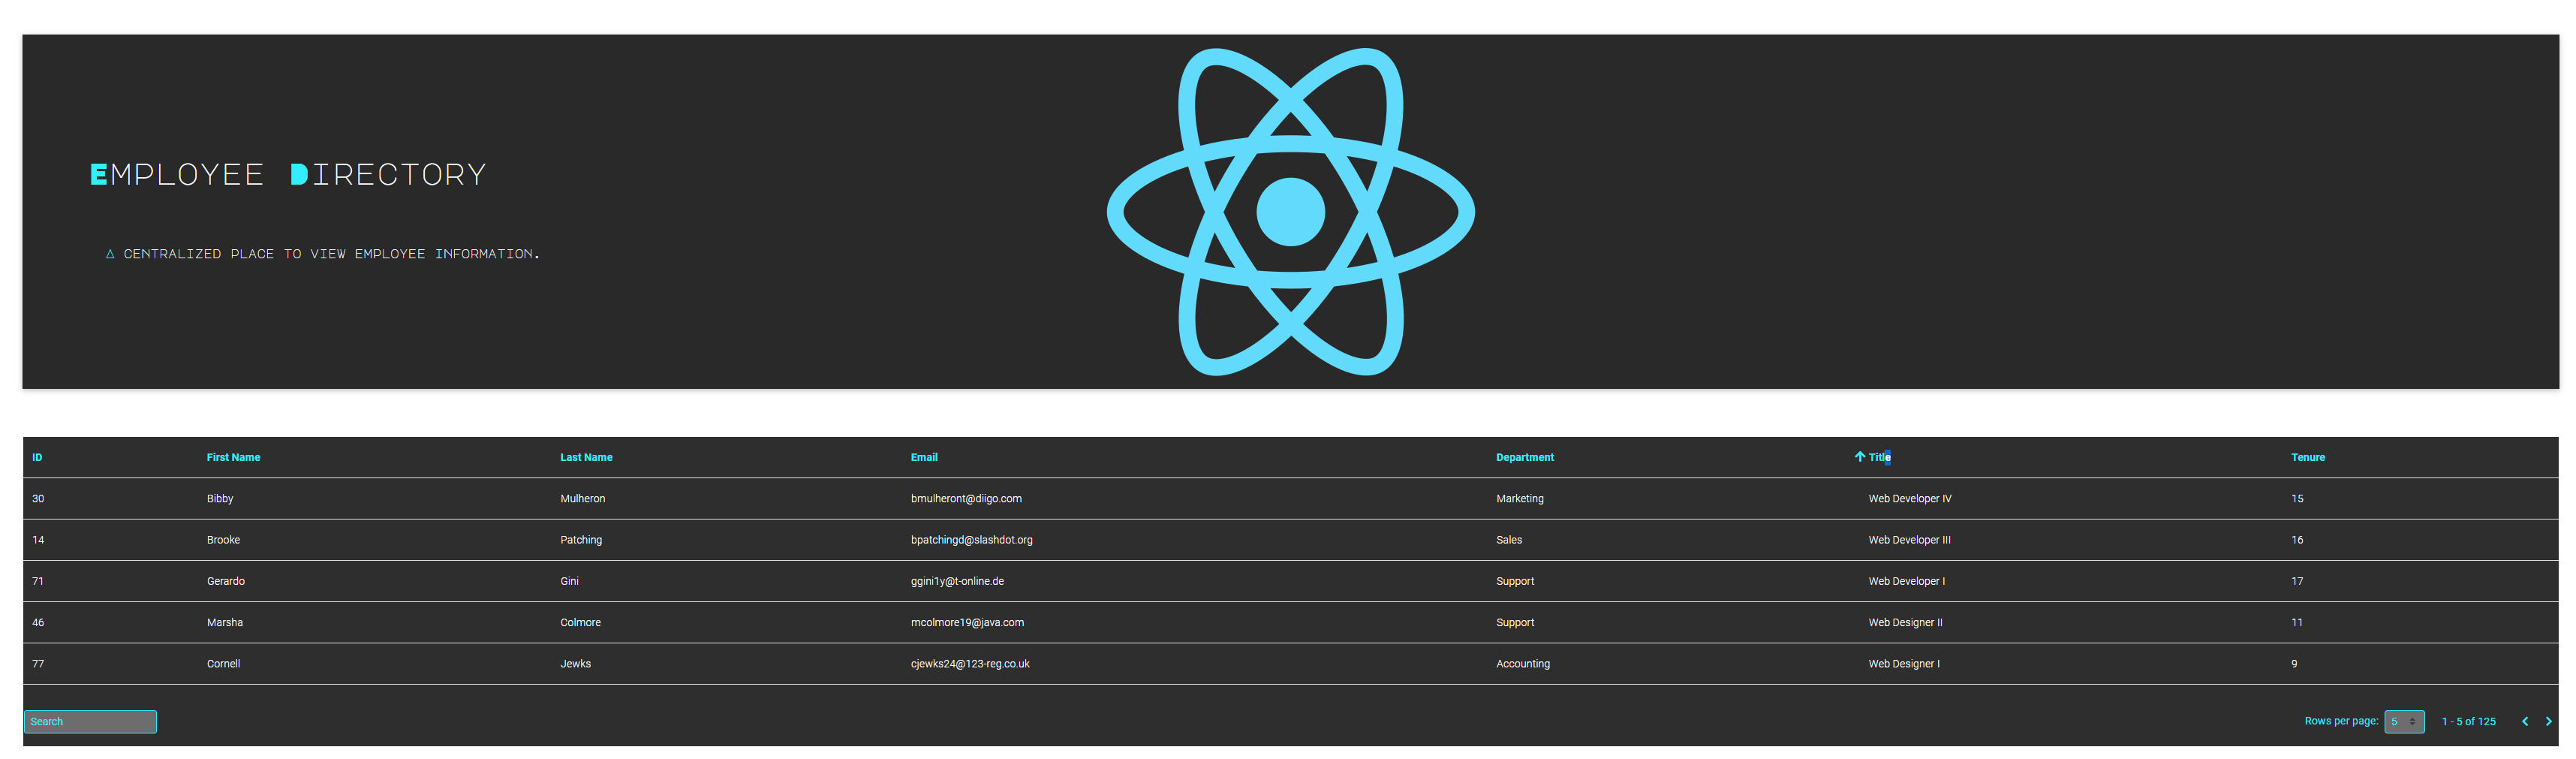 EMPLOYEE DIRECTORY
A CENTRALIZED PLACE TO VIEW EMPLOYEE INFORMATION.
ID First Name Last Name Email Department Title Tenure
30 Bibby Mulheron bmulheront@diigo.com Marketing Web Developer IV 15
14 Brooke Patching bpatchingd@slashdot.org Sales Web Developer III 16
71 Gerardo Gini ggini1y@t-online.de Support Web Developer I 17
46 Marsha Colmore mcolmore19@java.com Support Web Designer II 11
77 Cornell Jewks cjewks24@123-reg.co.uk Accounting Web Designer I 9
Search Rows per page: 5 1 - 5 of 125